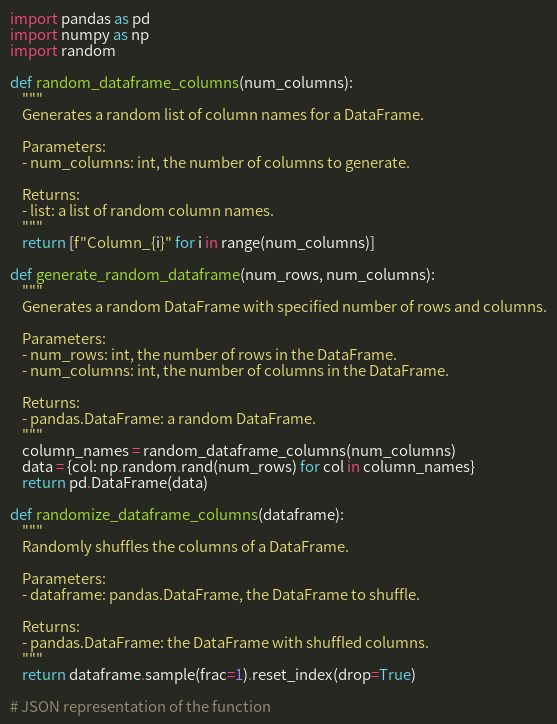 import pandas as pd
import numpy as np
import random

def random_dataframe_columns(num_columns):
    """
    Generates a random list of column names for a DataFrame.

    Parameters:
    - num_columns: int, the number of columns to generate.

    Returns:
    - list: a list of random column names.
    """
    return [f"Column_{i}" for i in range(num_columns)]

def generate_random_dataframe(num_rows, num_columns):
    """
    Generates a random DataFrame with specified number of rows and columns.

    Parameters:
    - num_rows: int, the number of rows in the DataFrame.
    - num_columns: int, the number of columns in the DataFrame.

    Returns:
    - pandas.DataFrame: a random DataFrame.
    """
    column_names = random_dataframe_columns(num_columns)
    data = {col: np.random.rand(num_rows) for col in column_names}
    return pd.DataFrame(data)

def randomize_dataframe_columns(dataframe):
    """
    Randomly shuffles the columns of a DataFrame.

    Parameters:
    - dataframe: pandas.DataFrame, the DataFrame to shuffle.

    Returns:
    - pandas.DataFrame: the DataFrame with shuffled columns.
    """
    return dataframe.sample(frac=1).reset_index(drop=True)

# JSON representation of the function